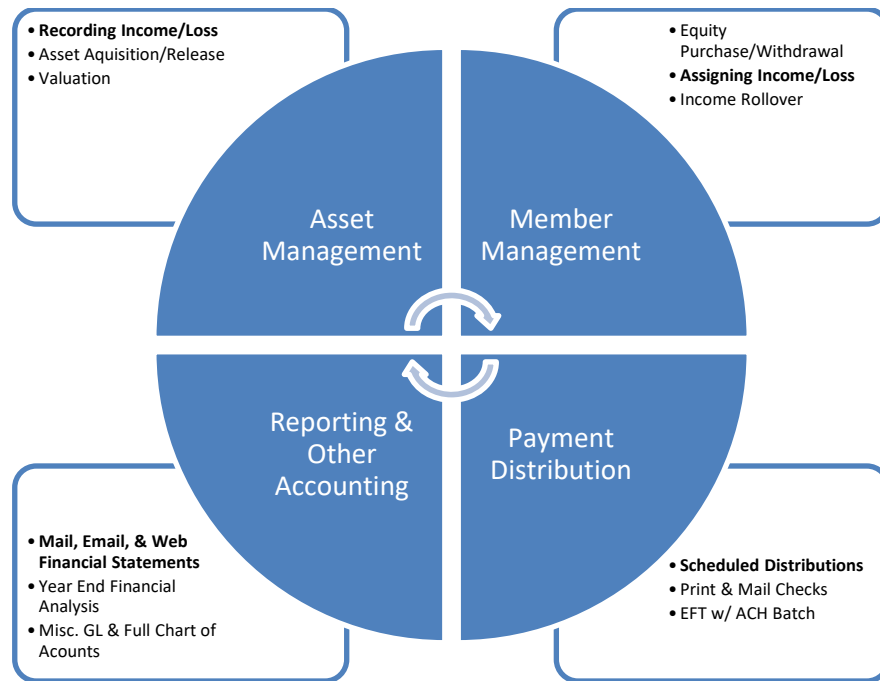 • Recording Income/Loss
• Asset Aquisition/Release
• Valuation
• Equity
Purchase/Withdrawal
• Assigning Income/Loss
• Income Rollover
Asset
Management
Member
Management
Reporting &
Other
Accounting
Payment
Distribution
• Mail, Email, & Web
Financial Statements
• Year End Financial
Analysis
• Misc. GL & Full Chart of
Acounts
• Scheduled Distributions
• Print & Mail Checks
• EFT w/ ACH Batch